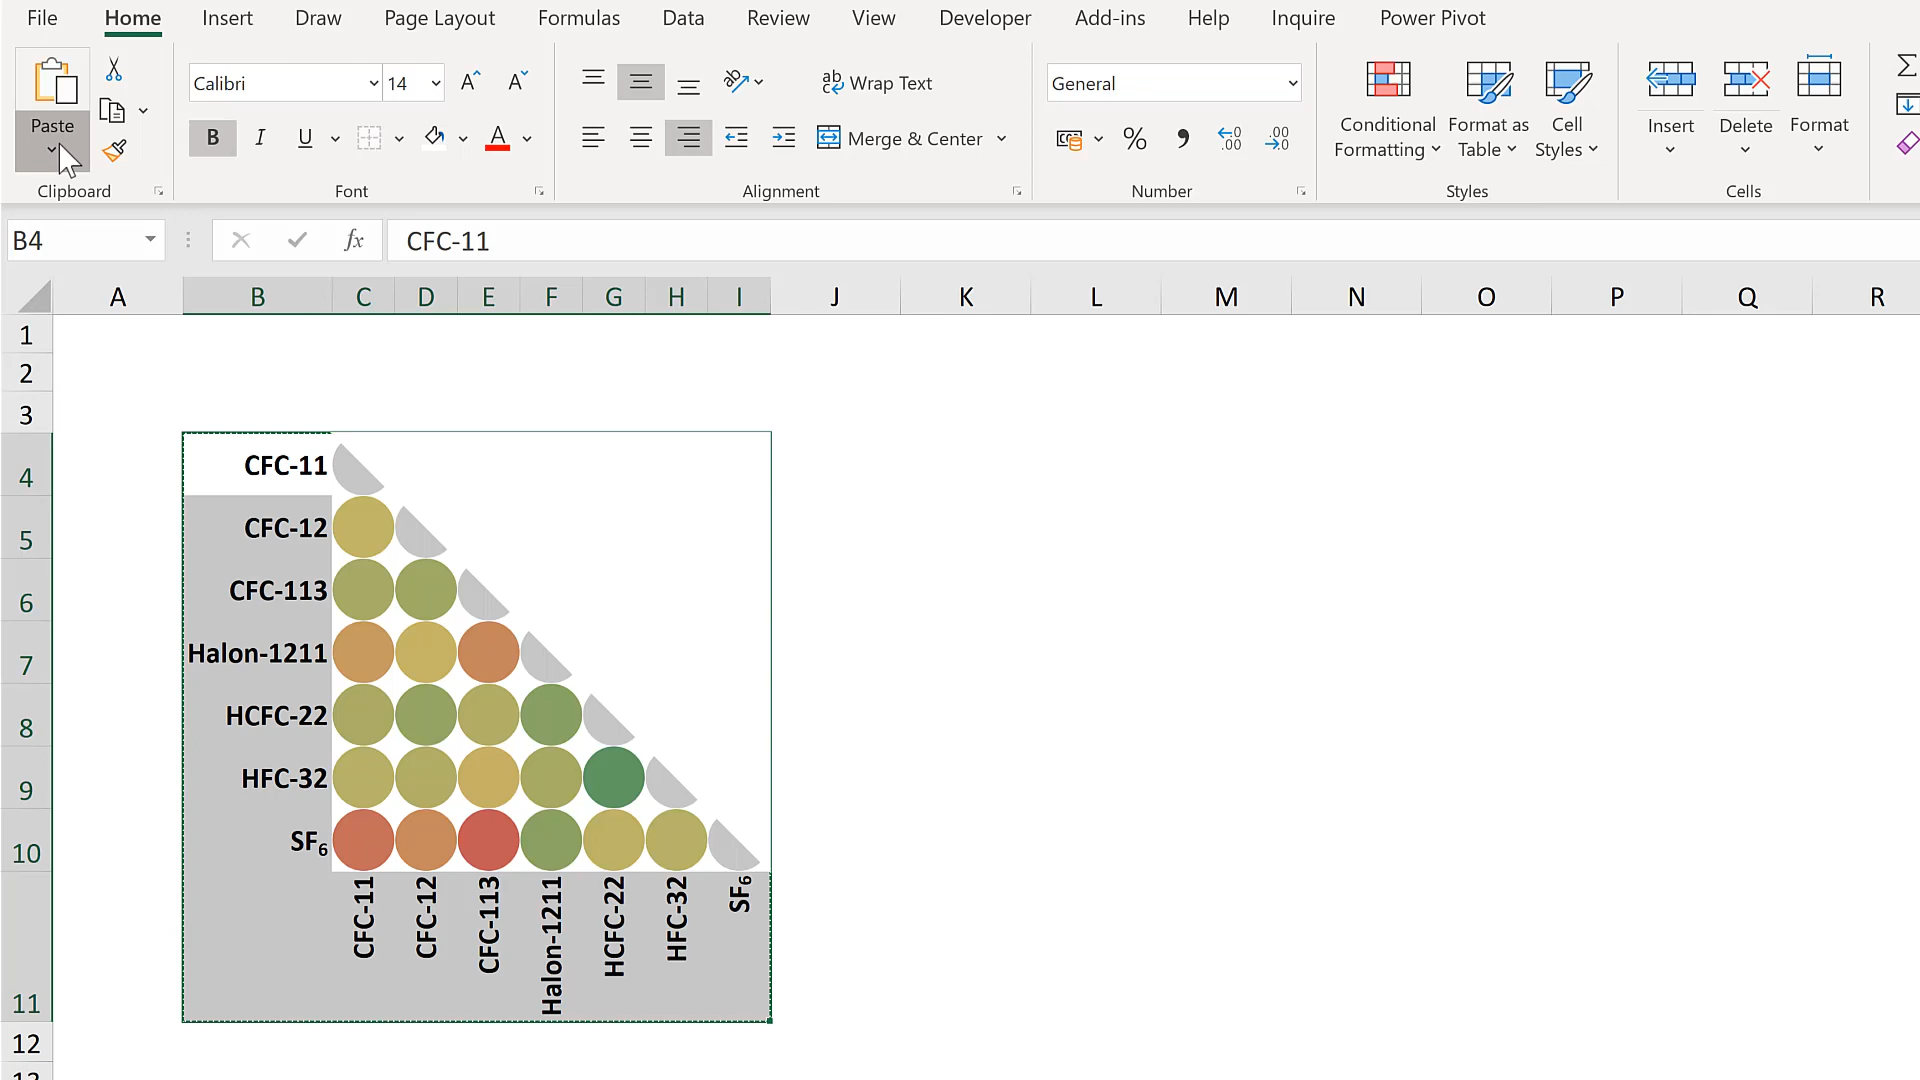 File Home Insert Draw Page Layout Formulas Data Review View Developer Add-ins Help Inquire Power Pivot
Calibri 14 A A ab Wrap Text General
Paste B I U A Merge & Center % Conditional Formatting Format as Table Cell Styles Insert Delete Format
Clipboard Font Alignment Number Styles Cells
B4 fx CFC-11
A B C D E F G H I J K L M N O P Q R
1
2
3
4 CFC-11
5 CFC-12
6 CFC-113
7 Halon-1211
8 HCFC-22
9 HFC-32
10 SF₆
11 CFC-11 CFC-12 CFC-113 Halon-1211 HCFC-22 HFC-32 SF₆
12